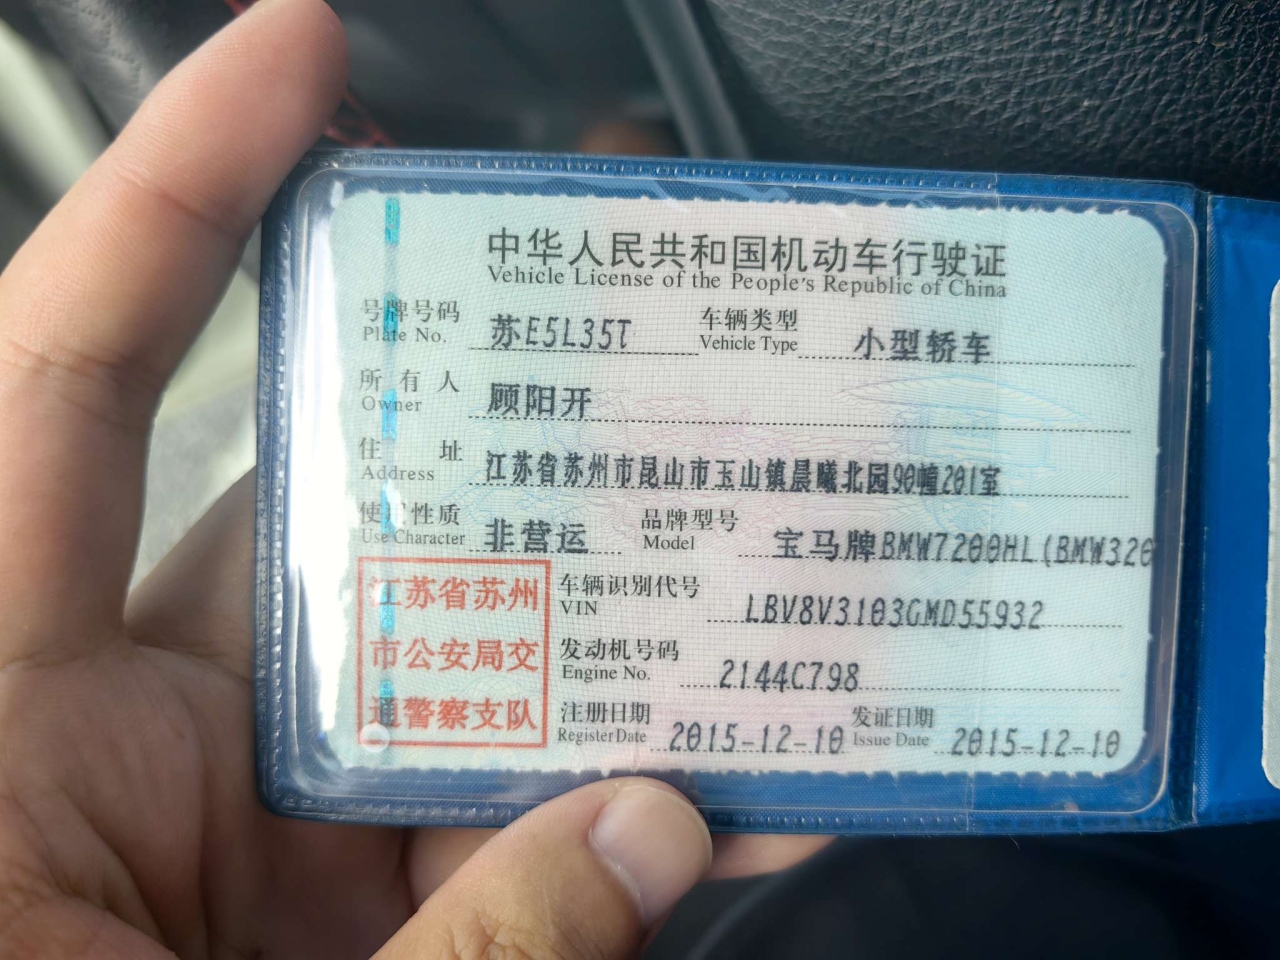 中华人民共和国机动车行驶证
Vehicle License of the People's Republic of China
号牌号码 苏E5L35T 车辆类型 小型轿车
Plate No. Vehicle Type
所有人 顾阳开
Owner
住址 江苏省苏州市昆山市玉山镇晨曦北园90幢201室
Address
使用性质 非营运 品牌型号 宝马牌BMW7200HL(BMW320
Use Character Model
江苏省苏州
市公安局交
通警察支队
车辆识别代号 LBV8V3103GMD55932
VIN
发动机号码 2144C798
Engine No.
注册日期 2015-12-10 发证日期 2015-12-10
Register Date Issue Date